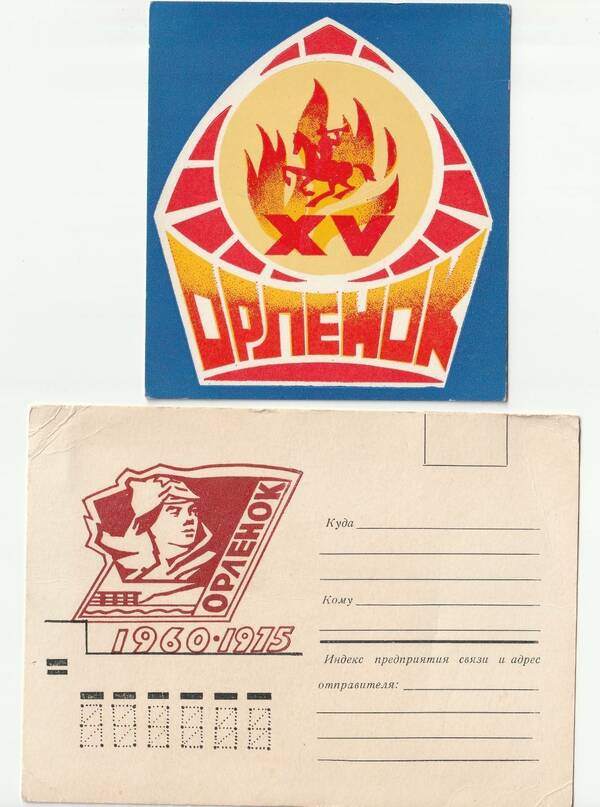 XV
ОРЛЕНОК
ОРЛЕНОК
1960·1975
Куда
Кому
Индекс предприятия связи и адрес
отправителя: